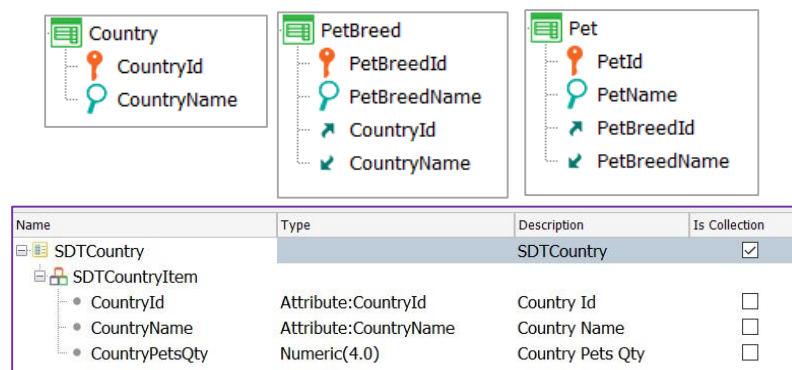 Country
CountryId
CountryName
PetBreed
PetBreedId
PetBreedName
CountryId
CountryName
Pet
PetId
PetName
PetBreedId
PetBreedName
Name Type Description Is Collection
SDTCountry SDTCountry
SDTCountryItem
CountryId Attribute:CountryId Country Id
CountryName Attribute:CountryName Country Name
CountryPetsQty Numeric(4.0) Country Pets Qty